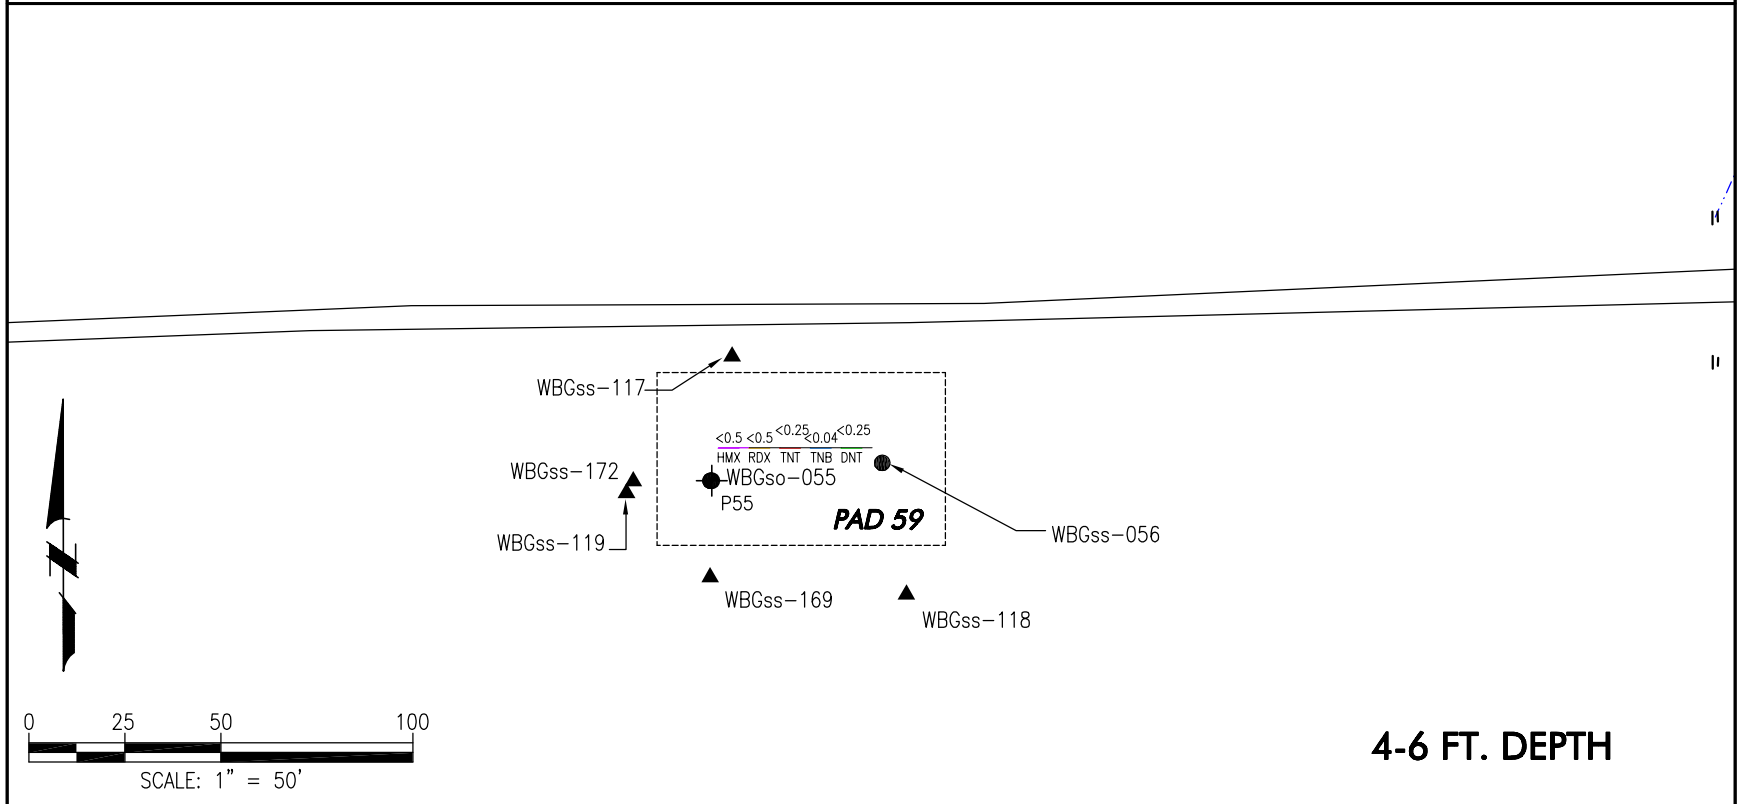 WBGss-117
<0.5 <0.5 <0.25 <0.04 <0.25
HMX RDX TNT TNB DNT
WBGss-172
WBGso-055
P55
PAD 59
WBGss-119
WBGss-056
WBGss-169
WBGss-118
0 25 50 100
SCALE: 1" = 50'
4-6 FT. DEPTH